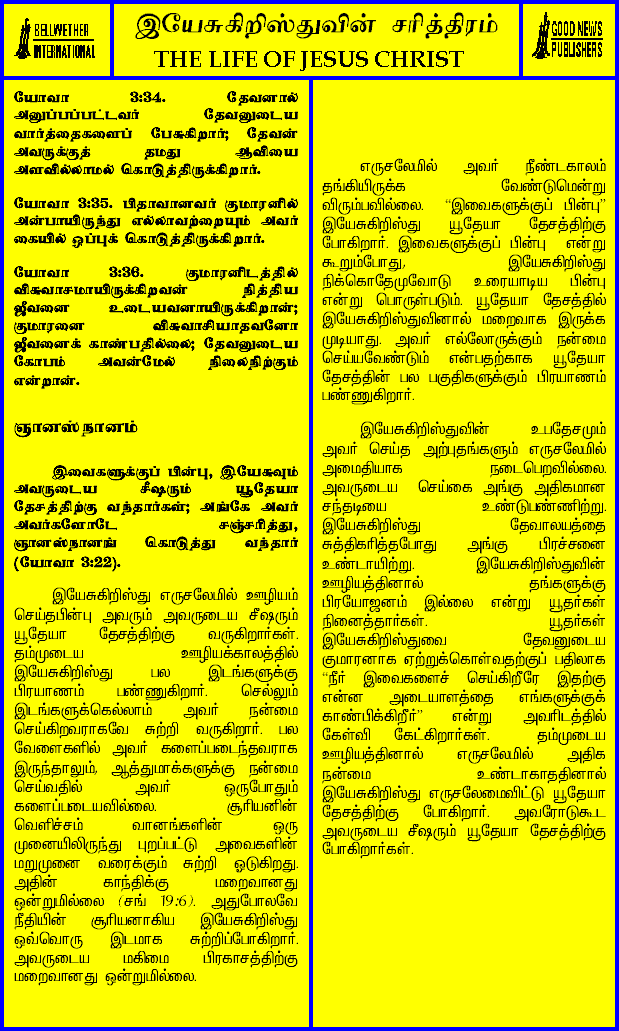 BELLWETHER
INTERNATIONAL
இயேசுகிறிஸ்துவின் சரித்திரம்
THE LIFE OF JESUS CHRIST
GOOD NEWS
PUBLISHERS
யோவா 3:34. தேவனால்
அனுப்பப்பட்டவர் தேவனுடைய
வார்த்தைகளைப் பேசுகிறார்; தேவன்
அவருக்குத் தமது ஆவியை
அளவில்லாமல் கொடுத்திருக்கிறார்.
யோவா 3:35. பிதாவானவர் குமாரனில்
அன்பாயிருந்து எல்லாவற்றையும் அவர்
கையில் ஒப்புக் கொடுத்திருக்கிறார்.
யோவா 3:36. குமாரனிடத்தில்
விசுவாசமாயிருக்கிறவன் நித்திய
ஜீவனை உடையவனாயிருக்கிறான்;
குமாரனை விசுவாசியாதவனோ
ஜீவனைக் காண்பதில்லை; தேவனுடைய
கோபம் அவன்மேல் நிலைநிற்கும்
என்றான்.
ஞானஸ்நானம்
இவைகளுக்குப் பின்பு, இயேசுவும்
அவருடைய சீஷரும் யூதேயா
தேசத்திற்கு வந்தார்கள்; அங்கே அவர்
அவர்களோடே சஞ்சரித்து,
ஞானஸ்நானங் கொடுத்து வந்தார்
(யோவா 3:22).
இயேசுகிறிஸ்து எருசலேமில் ஊழியம்
செய்தபின்பு அவரும் அவருடைய சீஷரும்
யூதேயா தேசத்திற்கு வருகிறார்கள்.
தம்முடைய ஊழியக்காலத்தில்
இயேசுகிறிஸ்து பல இடங்களுக்கு
பிரயாணம் பண்ணுகிறார். செல்லும்
இடங்களுக்கெல்லாம் அவர் நன்மை
செய்கிறவராகவே சுற்றி வருகிறார். பல
வேளைகளில் அவர் களைப்படைந்தவராக
இருந்தாலும், ஆத்துமாக்களுக்கு நன்மை
செய்வதில் அவர் ஒருபோதும்
களைப்படையவில்லை. சூரியனின்
வெளிச்சம் வானங்களின் ஒரு
முனையிலிருந்து புறப்பட்டு அவைகளின்
மறுமுனை வரைக்கும் சுற்றி ஓடுகிறது.
அதின் காந்திக்கு மறைவானது
ஒன்றுமில்லை (சங் 19:6). அதுபோலவே
நீதியின் சூரியனாகிய இயேசுகிறிஸ்து
ஒவ்வொரு இடமாக சுற்றிப்போகிறார்.
அவருடைய மகிமை பிரகாசத்திற்கு
மறைவானது ஒன்றுமில்லை.
எருசலேமில் அவர் நீண்டகாலம்
தங்கியிருக்க வேண்டுமென்று
விரும்பவில்லை. “இவைகளுக்குப் பின்பு”
இயேசுகிறிஸ்து யூதேயா தேசத்திற்கு
போகிறார். இவைகளுக்குப் பின்பு என்று
கூறும்போது, இயேசுகிறிஸ்து
நிக்கொதேமுவோடு உரையாடிய பின்பு
என்று பொருள்படும். யூதேயா தேசத்தில்
இயேசுகிறிஸ்துவினால் மறைவாக இருக்க
முடியாது. அவர் எல்லோருக்கும் நன்மை
செய்யவேண்டும் என்பதற்காக யூதேயா
தேசத்தின் பல பகுதிகளுக்கும் பிரயாணம்
பண்ணுகிறார்.
இயேசுகிறிஸ்துவின் உபதேசமும்
அவர் செய்த அற்புதங்களும் எருசலேமில்
அமைதியாக நடைபெறவில்லை.
அவருடைய செய்கை அங்கு அதிகமான
சந்தடியை உண்டுபண்ணிற்று.
இயேசுகிறிஸ்து தேவாலயத்தை
சுத்திகரித்தபோது அங்கு பிரச்சனை
உண்டாயிற்று. இயேசுகிறிஸ்துவின்
ஊழியத்தினால் தங்களுக்கு
பிரயோஜனம் இல்லை என்று யூதர்கள்
நினைத்தார்கள். யூதர்கள்
இயேசுகிறிஸ்துவை தேவனுடைய
குமாரனாக ஏற்றுக்கொள்வதற்குப் பதிலாக
“நீர் இவைகளைச் செய்கிறீரே இதற்கு
என்ன அடையாளத்தை எங்களுக்குக்
காண்பிக்கிறீர்” என்று அவரிடத்தில்
கேள்வி கேட்கிறார்கள். தம்முடைய
ஊழியத்தினால் எருசலேமில் அதிக
நன்மை உண்டாகாததினால்
இயேசுகிறிஸ்து எருசலேமைவிட்டு யூதேயா
தேசத்திற்கு போகிறார். அவரோடுகூட
அவருடைய சீஷரும் யூதேயா தேசத்திற்கு
போகிறார்கள்.